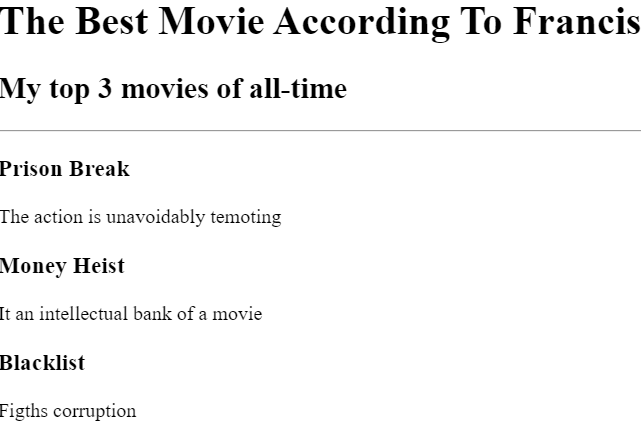 The Best Movie According To Francis
My top 3 movies of all-time
Prison Break
The action is unavoidably temoting
Money Heist
It an intellectual bank of a movie
Blacklist
Figths corruption